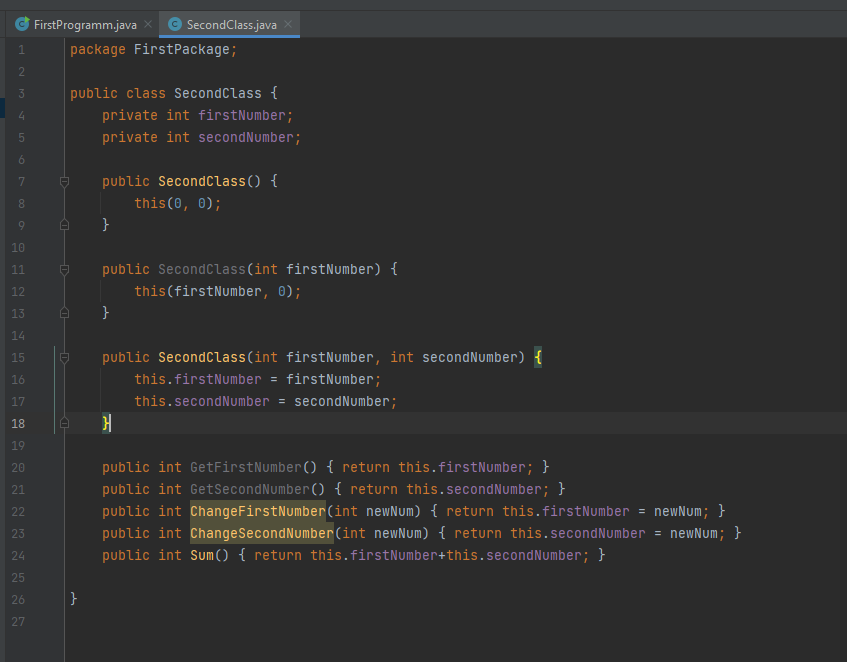 FirstProgramm.java SecondClass.java
1 package FirstPackage;
2
3 public class SecondClass {
4 private int firstNumber;
5 private int secondNumber;
6
7 public SecondClass() {
8 this(0, 0);
9 }
10
11 public SecondClass(int firstNumber) {
12 this(firstNumber, 0);
13 }
14
15 public SecondClass(int firstNumber, int secondNumber) {
16 this.firstNumber = firstNumber;
17 this.secondNumber = secondNumber;
18 }
19
20 public int GetFirstNumber() { return this.firstNumber; }
21 public int GetSecondNumber() { return this.secondNumber; }
22 public int ChangeFirstNumber(int newNum) { return this.firstNumber = newNum; }
23 public int ChangeSecondNumber(int newNum) { return this.secondNumber = newNum; }
24 public int Sum() { return this.firstNumber+this.secondNumber; }
25
26 }
27